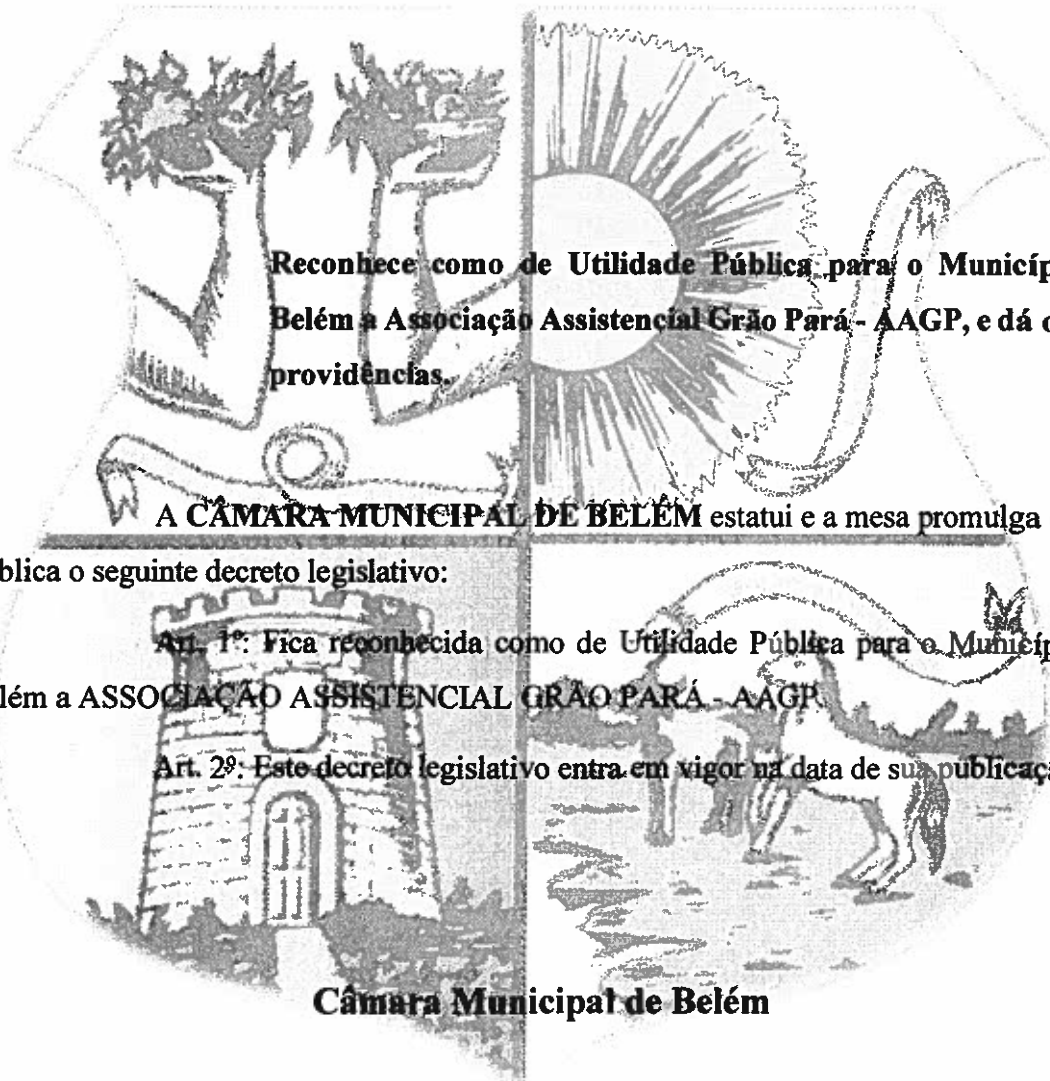 Reconhece como de Utilidade Pública para o Municíp
Belém a Associação Assistencial Grão Pará - AAGP, e dá o
providências.
A CÂMARA MUNICIPAL DE BELÉM estatui e a mesa promulga
blica o seguinte decreto legislativo:
Art. 1º: Fica reconhecida como de Utilidade Pública para o Municíp
lém a ASSOCIAÇÃO ASSISTENCIAL GRÃO PARÁ - AAGP.
Art. 2º: Este decreto legislativo entra em vigor na data de sua publicaçã
Câmara Municipal de Belém